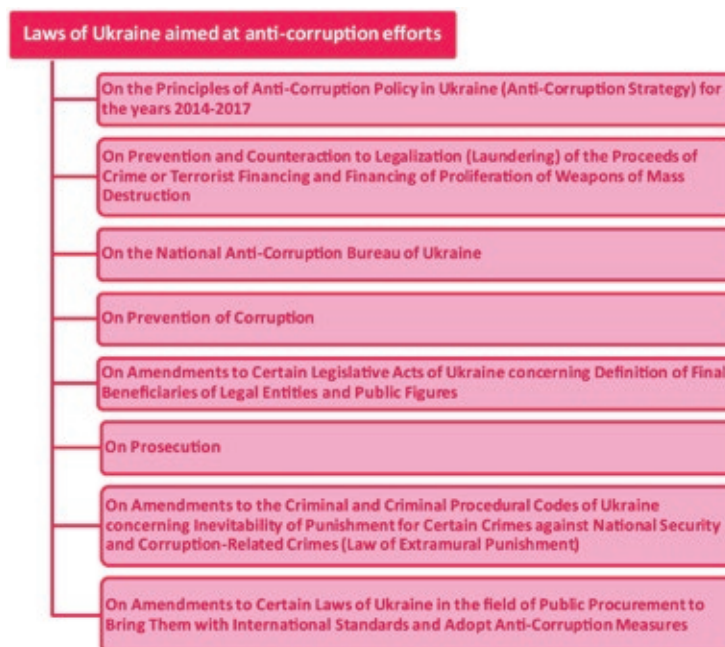 Laws of Ukraine aimed at anti-corruption efforts
On the Principles of Anti-Corruption Policy in Ukraine (Anti-Corruption Strategy) for
the years 2014-2017
On Prevention and Counteraction to Legalization (Laundering) of the Proceeds of
Crime or Terrorist Financing and Financing of Proliferation of Weapons of Mass
Destruction
On the National Anti-Corruption Bureau of Ukraine
On Prevention of Corruption
On Amendments to Certain Legislative Acts of Ukraine concerning Definition of Final
Beneficiaries of Legal Entities and Public Figures
On Prosecution
On Amendments to the Criminal and Criminal Procedural Codes of Ukraine
concerning Inevitability of Punishment for Certain Crimes against National Security
and Corruption-Related Crimes (Law of Extramural Punishment)
On Amendments to Certain Laws of Ukraine in the field of Public Procurement to
Bring Them with International Standards and Adopt Anti-Corruption Measures